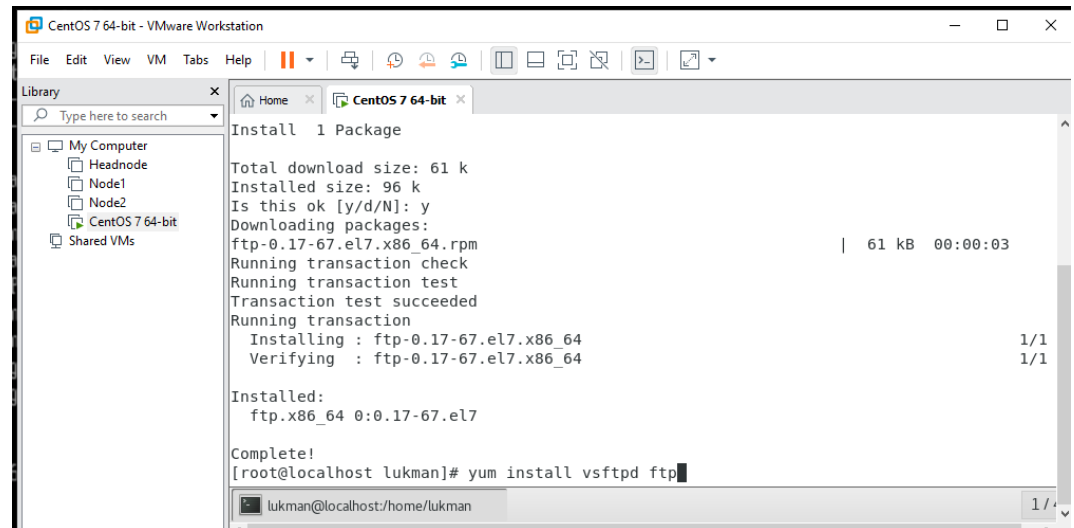 CentOS 7 64-bit - VMware Workstation
File Edit View VM Tabs Help
Library
Type here to search
My Computer
Headnode
Node1
Node2
CentOS 7 64-bit
Shared VMs
Home
CentOS 7 64-bit
Install  1 Package
Total download size: 61 k
Installed size: 96 k
Is this ok [y/d/N]: y
Downloading packages:
ftp-0.17-67.el7.x86_64.rpm | 61 kB 00:00:03
Running transaction check
Running transaction test
Transaction test succeeded
Running transaction
Installing : ftp-0.17-67.el7.x86_64 1/1
Verifying : ftp-0.17-67.el7.x86_64 1/1
Installed:
ftp.x86_64 0:0.17-67.el7
Complete!
[root@localhost lukman]# yum install vsftpd ftp
lukman@localhost:/home/lukman
1 /